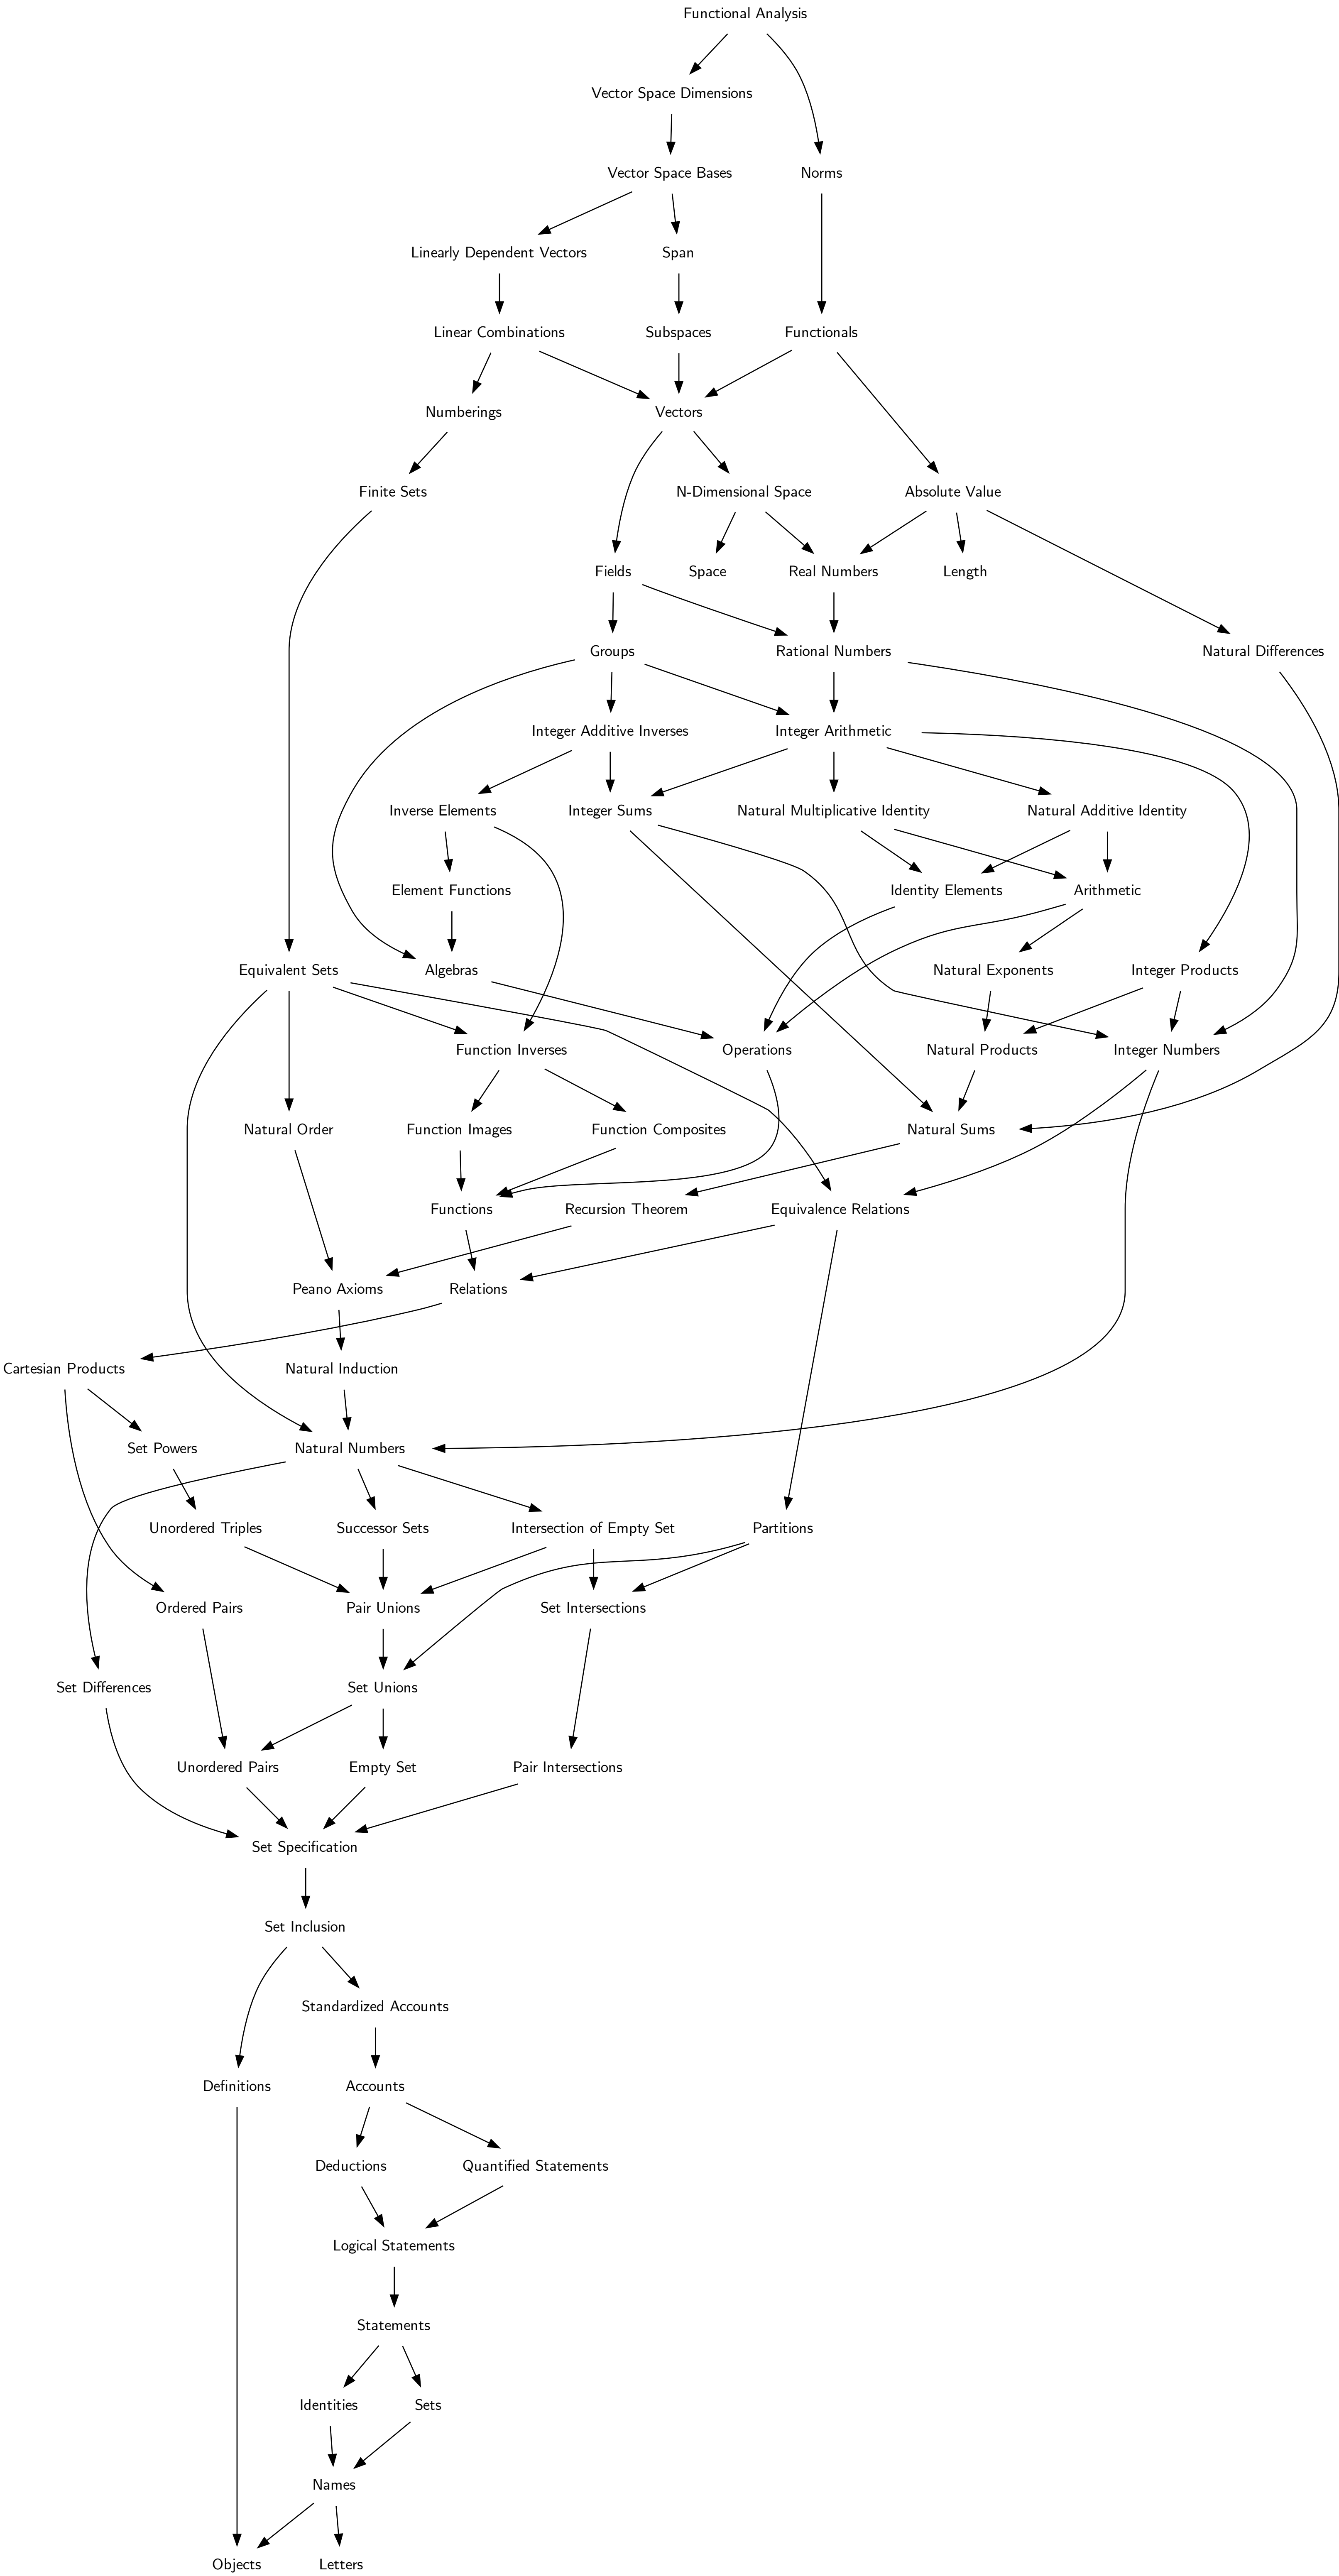 Functional Analysis
Vector Space Dimensions
Vector Space Bases
Norms
Linearly Dependent Vectors
Span
Linear Combinations
Subspaces
Functionals
Numberings
Vectors
Finite Sets
N-Dimensional Space
Absolute Value
Fields
Space
Real Numbers
Length
Groups
Rational Numbers
Natural Differences
Integer Additive Inverses
Integer Arithmetic
Inverse Elements
Integer Sums
Natural Multiplicative Identity
Natural Additive Identity
Element Functions
Identity Elements
Arithmetic
Equivalent Sets
Algebras
Natural Exponents
Integer Products
Function Inverses
Operations
Natural Products
Integer Numbers
Natural Order
Function Images
Function Composites
Natural Sums
Functions
Recursion Theorem
Equivalence Relations
Peano Axioms
Relations
Cartesian Products
Natural Induction
Set Powers
Natural Numbers
Unordered Triples
Successor Sets
Intersection of Empty Set
Partitions
Ordered Pairs
Pair Unions
Set Intersections
Set Differences
Set Unions
Unordered Pairs
Empty Set
Pair Intersections
Set Specification
Set Inclusion
Standardized Accounts
Definitions
Accounts
Deductions
Quantified Statements
Logical Statements
Statements
Identities
Sets
Names
Objects
Letters